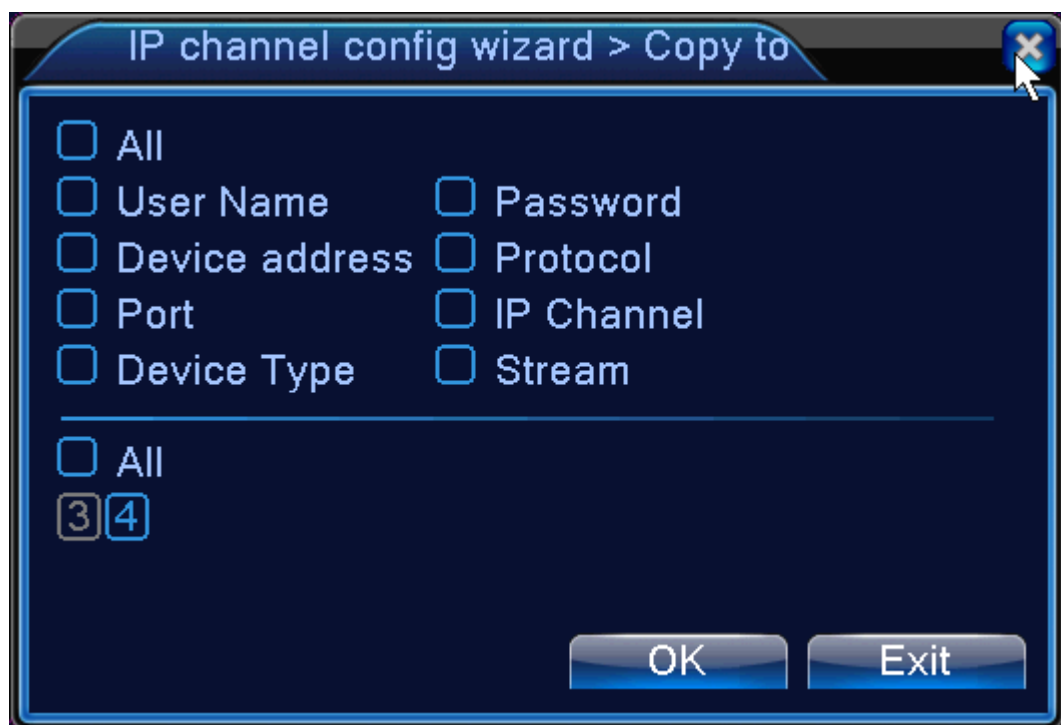 IP channel config wizard > Copy to
All
User Name Password
Device address Protocol
Port IP Channel
Device Type Stream
All
3 4
OK Exit